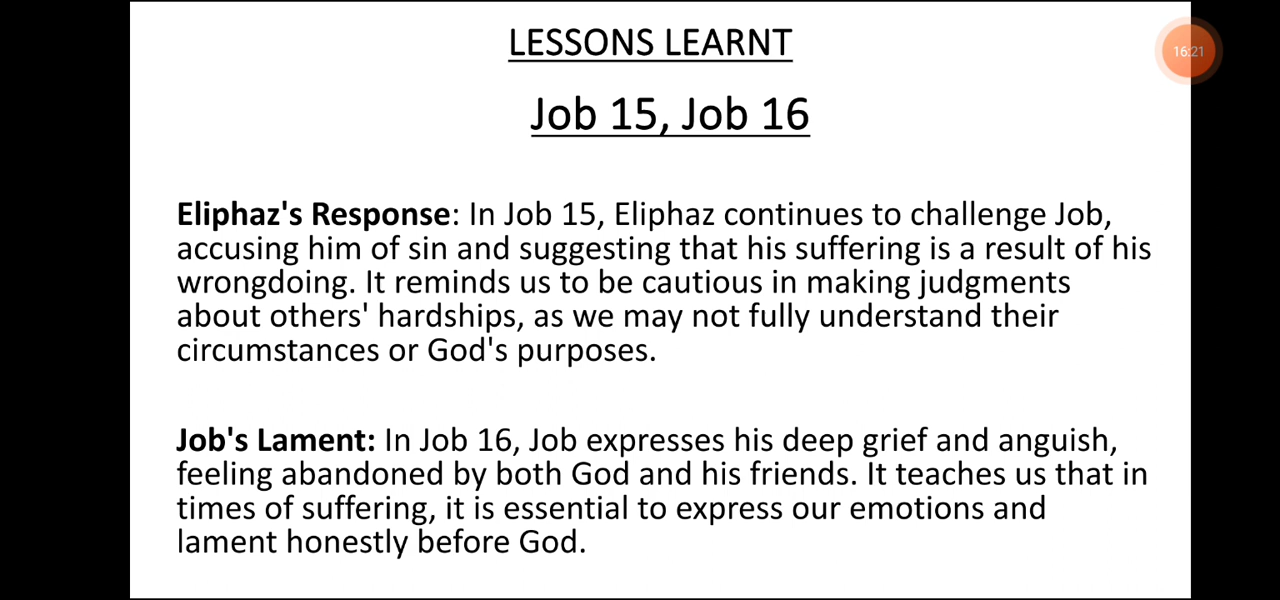 LESSONS LEARNT
16:21
Job 15, Job 16
Eliphaz's Response: In Job 15, Eliphaz continues to challenge Job,
accusing him of sin and suggesting that his suffering is a result of his
wrongdoing. It reminds us to be cautious in making judgments
about others' hardships, as we may not fully understand their
circumstances or God's purposes.
Job's Lament: In Job 16, Job expresses his deep grief and anguish,
feeling abandoned by both God and his friends. It teaches us that in
times of suffering, it is essential to express our emotions and
lament honestly before God.